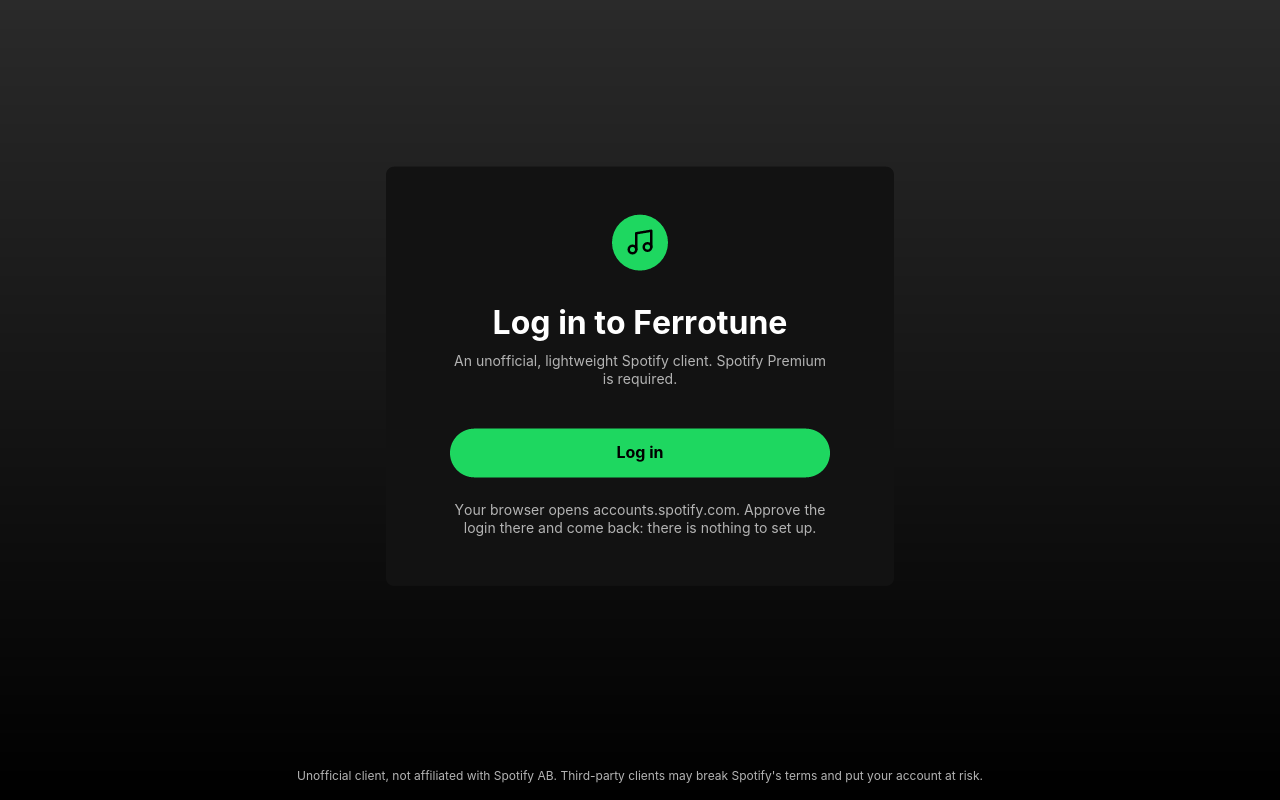 Log in to Ferrotune
An unofficial, lightweight Spotify client. Spotify Premium
is required.
Log in
Your browser opens accounts.spotify.com. Approve the
login there and come back: there is nothing to set up.
Unofficial client, not affiliated with Spotify AB. Third-party clients may break Spotify's terms and put your account at risk.